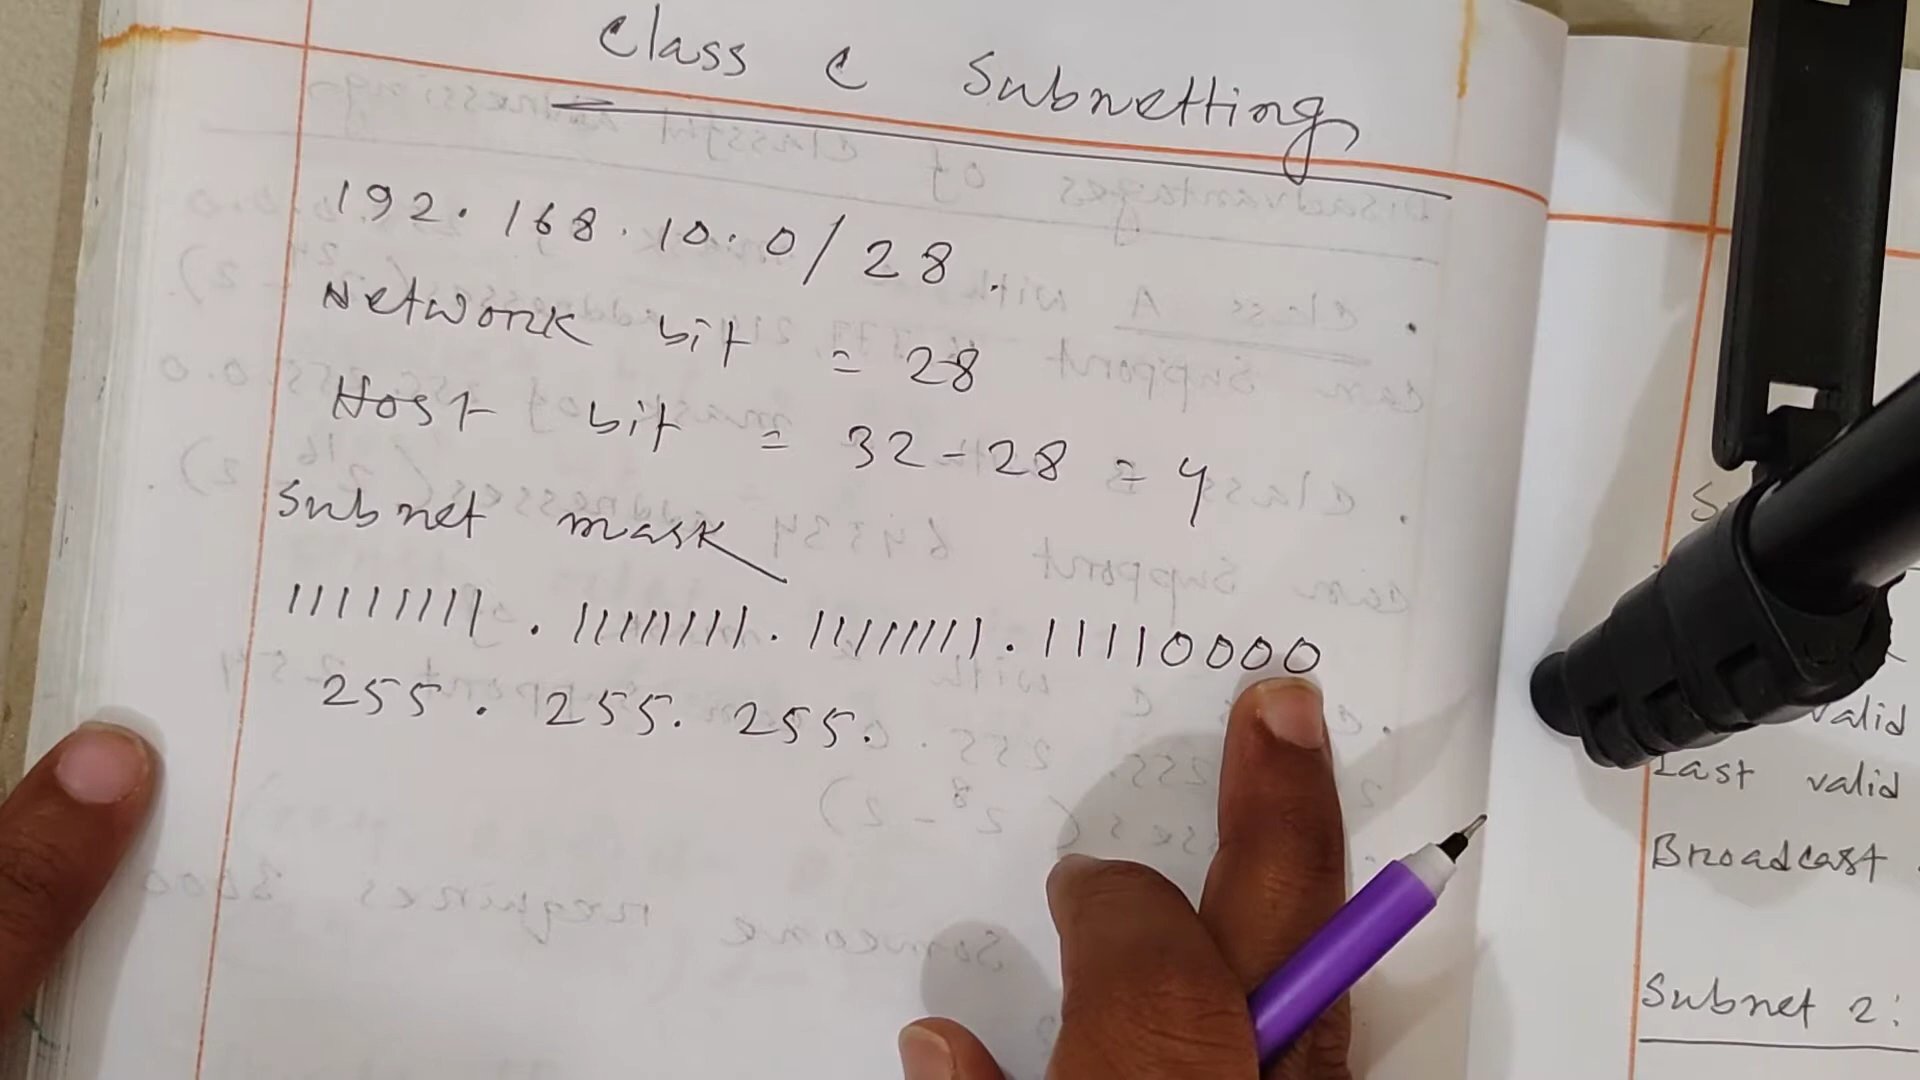 Class C Subnetting
192.168.10.0/28.
Network bit = 28
Host bit = 32-28 = 4
Subnet mask
11111111.11111111.11111111.11110000
255.255.255.
valid
Last valid
Broadcast
Subnet 2: